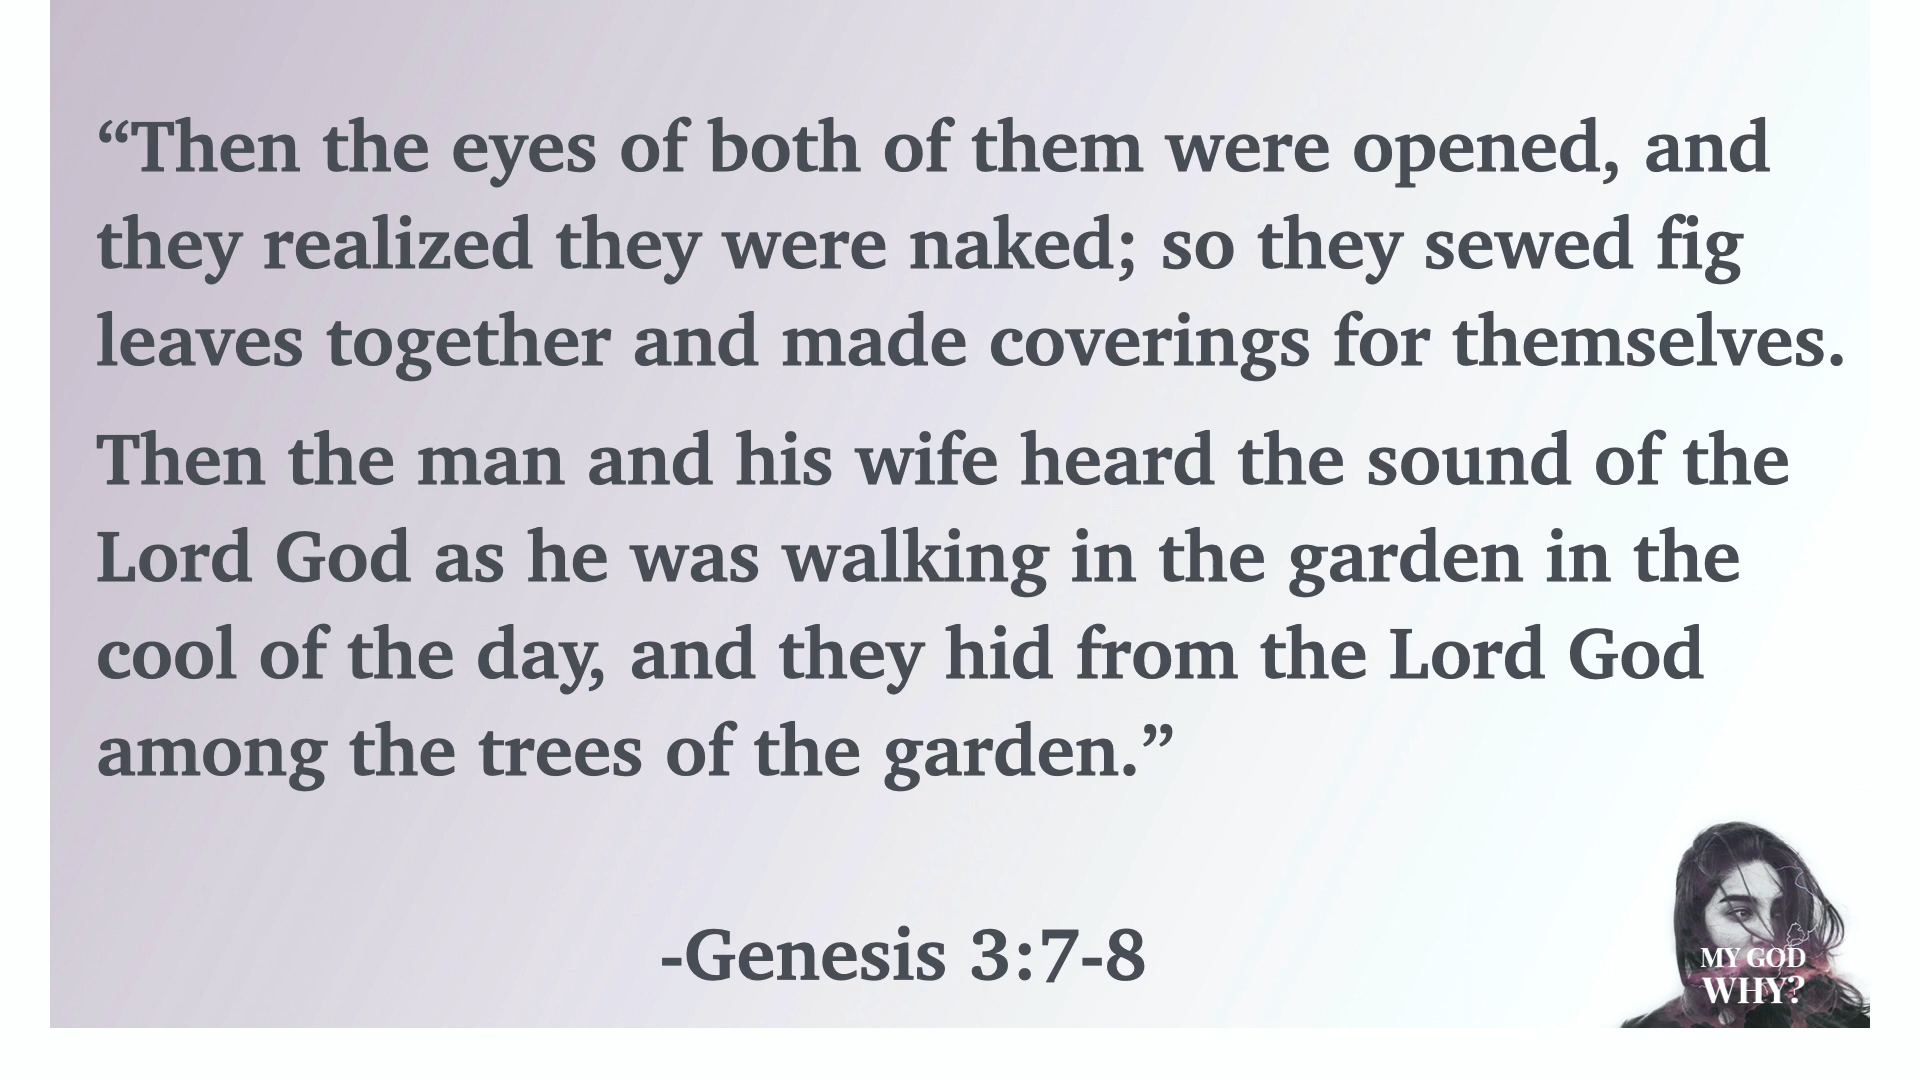 “Then the eyes of both of them were opened, and
they realized they were naked; so they sewed fig
leaves together and made coverings for themselves.
Then the man and his wife heard the sound of the
Lord God as he was walking in the garden in the
cool of the day, and they hid from the Lord God
among the trees of the garden.”
-Genesis 3:7-8
MY GOD
WHY?